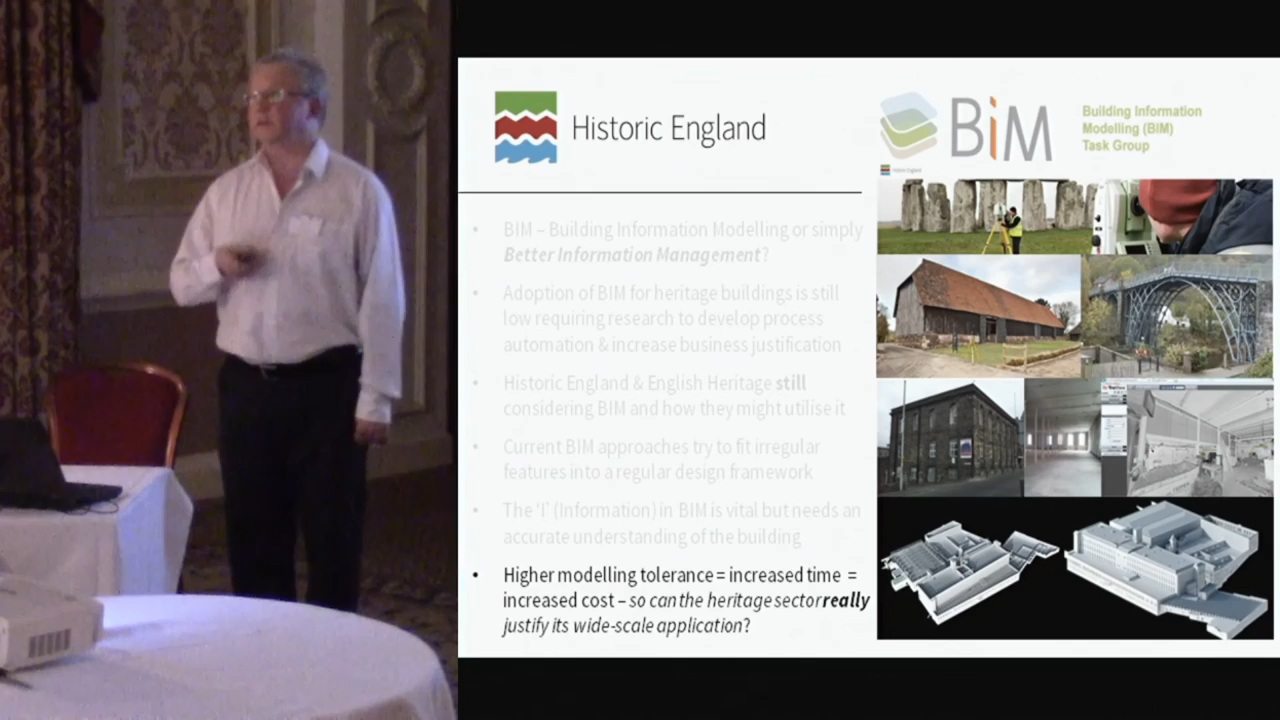 Historic England
BiM
Building Information
Modelling (BIM)
Task Group
Historic England
• BIM – Building Information Modelling or simply
Better Information Management?
• Adoption of BIM for heritage buildings is still
low requiring research to develop process
automation & increase business justification
• Historic England & English Heritage still
considering BIM and how they might utilise it
• Current BIM approaches try to fit irregular
features into a regular design framework
• The 'I' (Information) in BIM is vital but needs an
accurate understanding of the building
• Higher modelling tolerance = increased time =
increased cost – so can the heritage sector really
justify its wide-scale application?